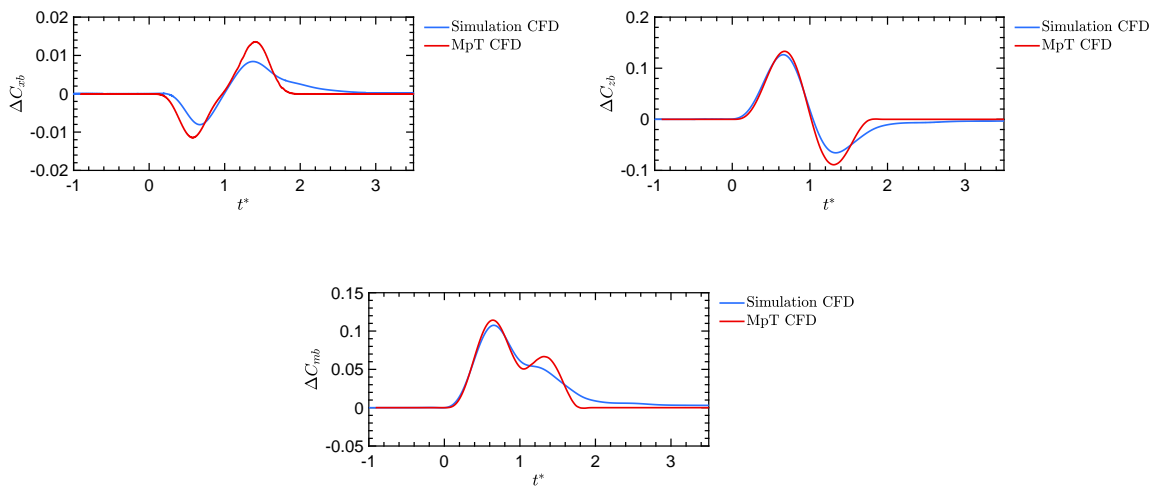 0.02
0.01
0
-0.01
-0.02
-1 0 1 2 3
ΔC_xb
t*
Simulation CFD
MpT CFD
0.2
0.1
0
-0.1
-1 0 1 2 3
ΔC_zb
t*
Simulation CFD
MpT CFD
0.15
0.1
0.05
0
-0.05
-1 0 1 2 3
ΔC_mb
t*
Simulation CFD
MpT CFD